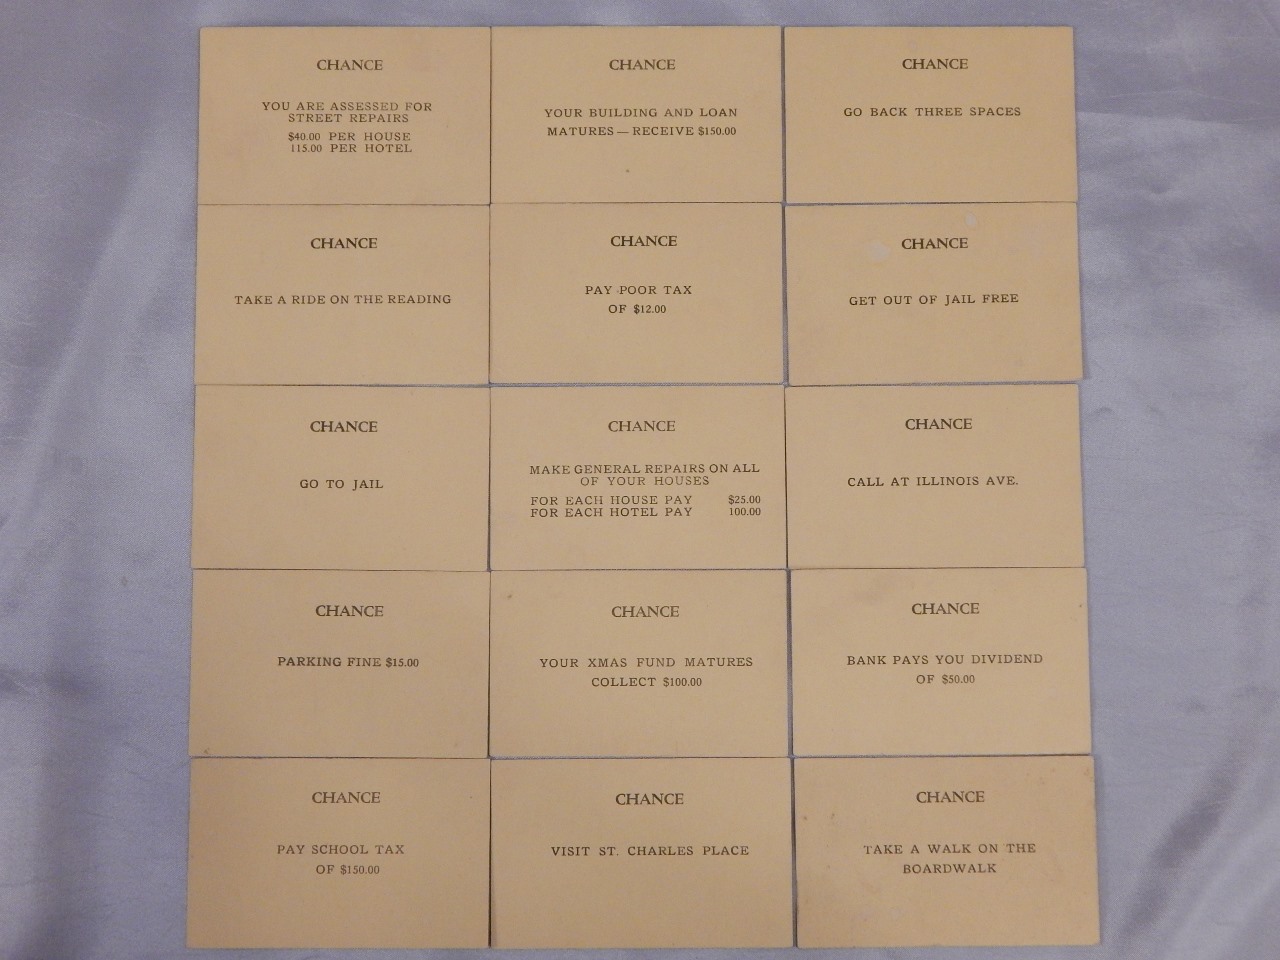 CHANCE
YOU ARE ASSESSED FOR
STREET REPAIRS
$40.00 PER HOUSE
115.00 PER HOTEL
CHANCE
YOUR BUILDING AND LOAN
MATURES — RECEIVE $150.00
CHANCE
GO BACK THREE SPACES
CHANCE
TAKE A RIDE ON THE READING
CHANCE
PAY POOR TAX
OF $12.00
CHANCE
GET OUT OF JAIL FREE
CHANCE
GO TO JAIL
CHANCE
MAKE GENERAL REPAIRS ON ALL
OF YOUR HOUSES
FOR EACH HOUSE PAY $25.00
FOR EACH HOTEL PAY 100.00
CHANCE
CALL AT ILLINOIS AVE.
CHANCE
PARKING FINE $15.00
CHANCE
YOUR XMAS FUND MATURES
COLLECT $100.00
CHANCE
BANK PAYS YOU DIVIDEND
OF $50.00
CHANCE
PAY SCHOOL TAX
OF $150.00
CHANCE
VISIT ST. CHARLES PLACE
CHANCE
TAKE A WALK ON THE
BOARDWALK